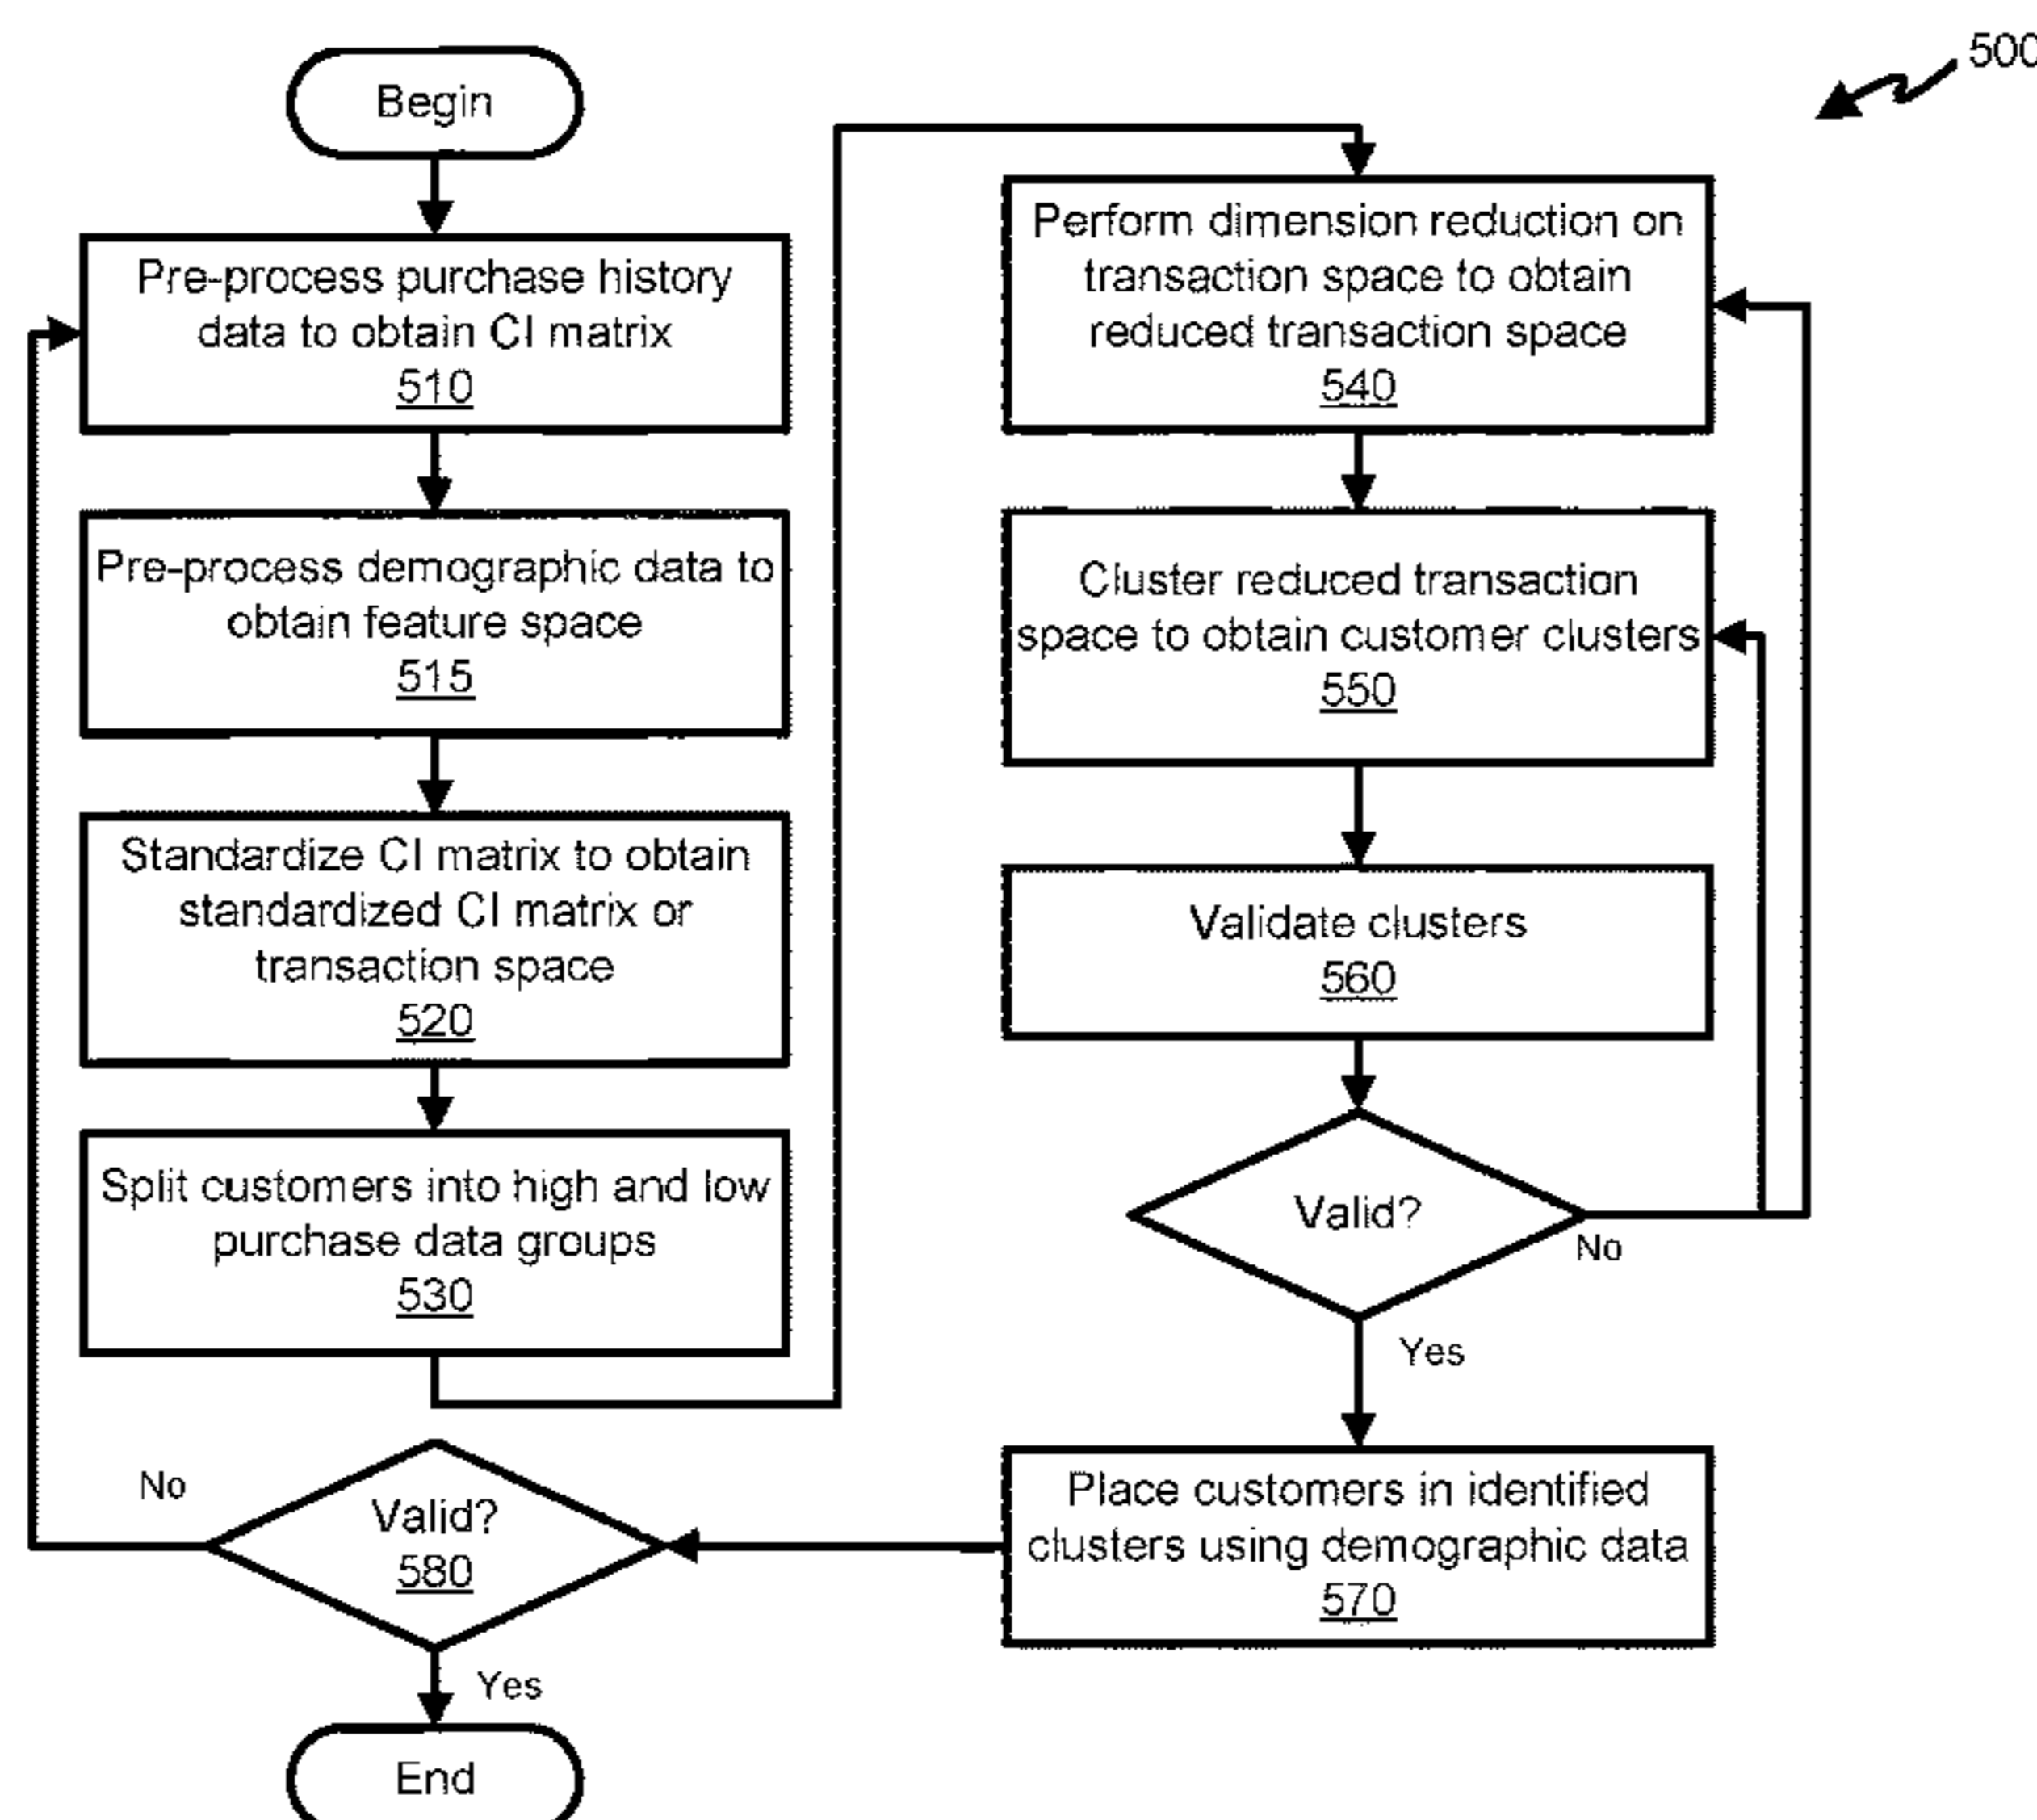 500
Begin
Pre-process purchase history
data to obtain CI matrix
510
Pre-process demographic data to
obtain feature space
515
Standardize CI matrix to obtain
standardized CI matrix or
transaction space
520
Split customers into high and low
purchase data groups
530
Perform dimension reduction on
transaction space to obtain
reduced transaction space
540
Cluster reduced transaction
space to obtain customer clusters
550
Validate clusters
560
Valid?
No
Yes
Place customers in identified
clusters using demographic data
570
No
Valid?
580
Yes
End